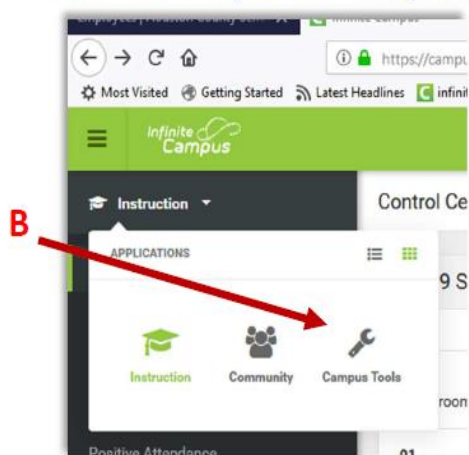 https://campu
Most Visited Getting Started Latest Headlines infinit
Infinite Campus
Instruction
Control Ce
B
APPLICATIONS
9 S
Instruction Community Campus Tools
room
Positive Attendance
01